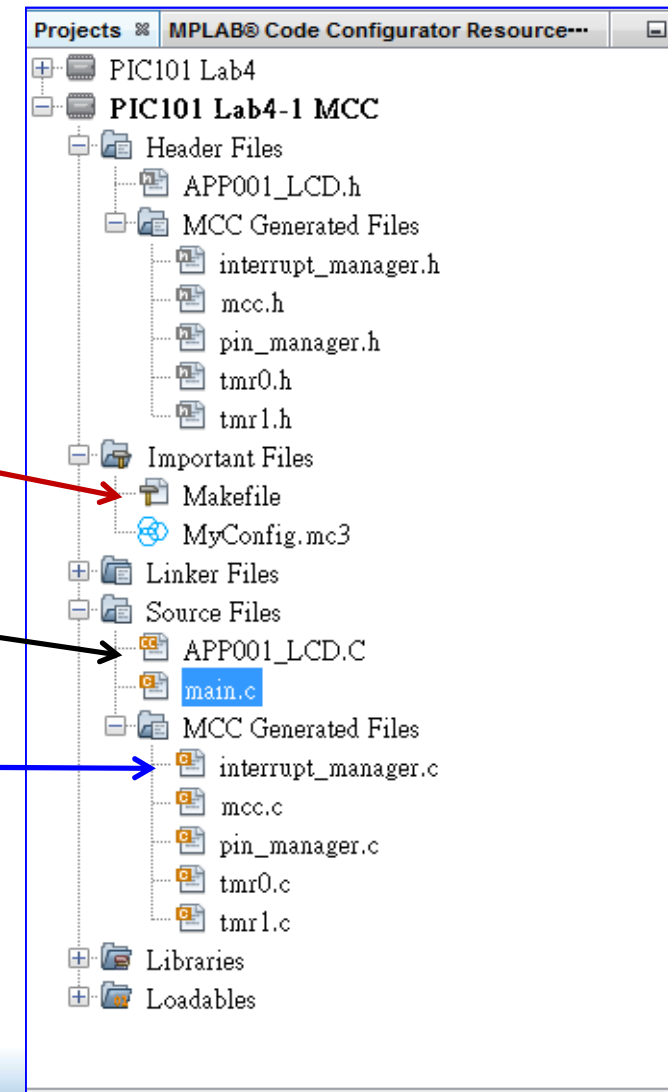 Projects MPLAB® Code Configurator Resource···
PIC101 Lab4
PIC101 Lab4-1 MCC
Header Files
APP001_LCD.h
MCC Generated Files
interrupt_manager.h
mcc.h
pin_manager.h
tmr0.h
tmr1.h
Important Files
Makefile
MyConfig.mc3
Linker Files
Source Files
APP001_LCD.C
main.c
MCC Generated Files
interrupt_manager.c
mcc.c
pin_manager.c
tmr0.c
tmr1.c
Libraries
Loadables